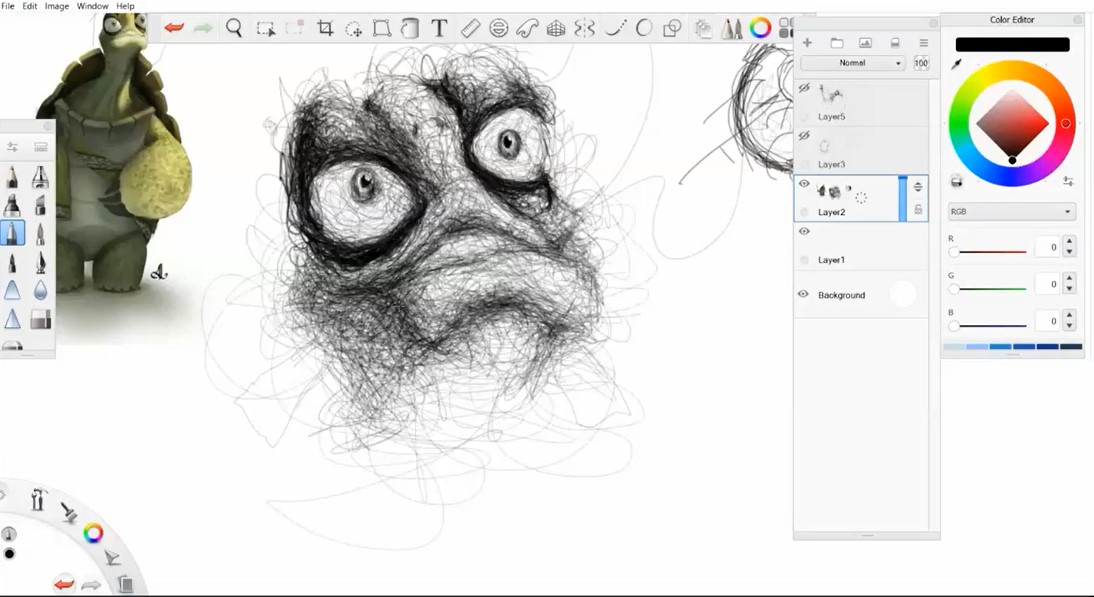 File Edit Image Window Help
T
Color Editor
Normal
100
Layer5
Layer3
Layer2
Layer1
Background
RGB
R 0
G 0
B 0